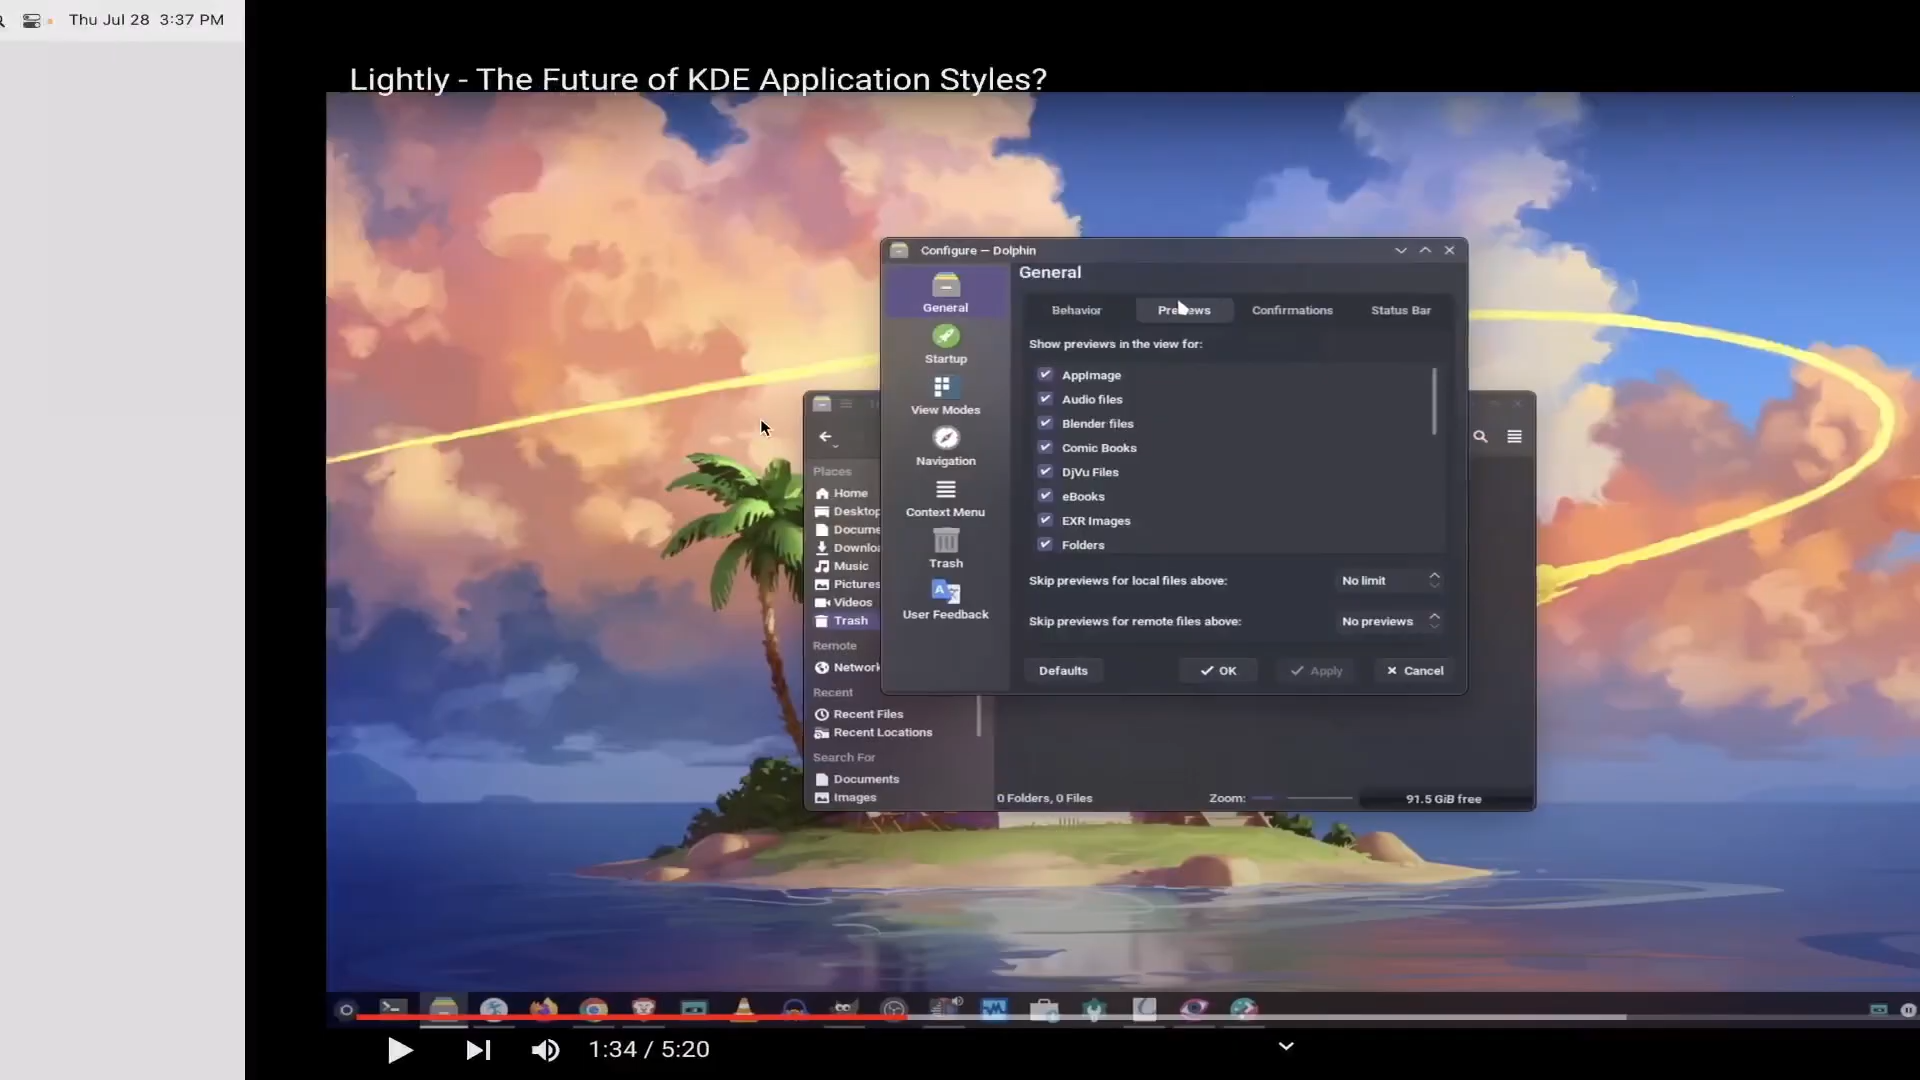 Thu Jul 28 3:37 PM
Lightly - The Future of KDE Application Styles?
Configure — Dolphin
General
General
Startup
View Modes
Navigation
Context Menu
Trash
User Feedback
Behavior
Previews
Confirmations
Status Bar
Show previews in the view for:
AppImage
Audio files
Blender files
Comic Books
DjVu Files
eBooks
EXR Images
Folders
Skip previews for local files above:
No limit
Skip previews for remote files above:
No previews
Defaults
OK
Apply
Cancel
Places
Home
Desktop
Docume
Downloa
Music
Pictures
Videos
Trash
Remote
Network
Recent
Recent Files
Recent Locations
Search For
Documents
Images
0 Folders, 0 Files
Zoom:
91.5 GiB free
1:34 / 5:20